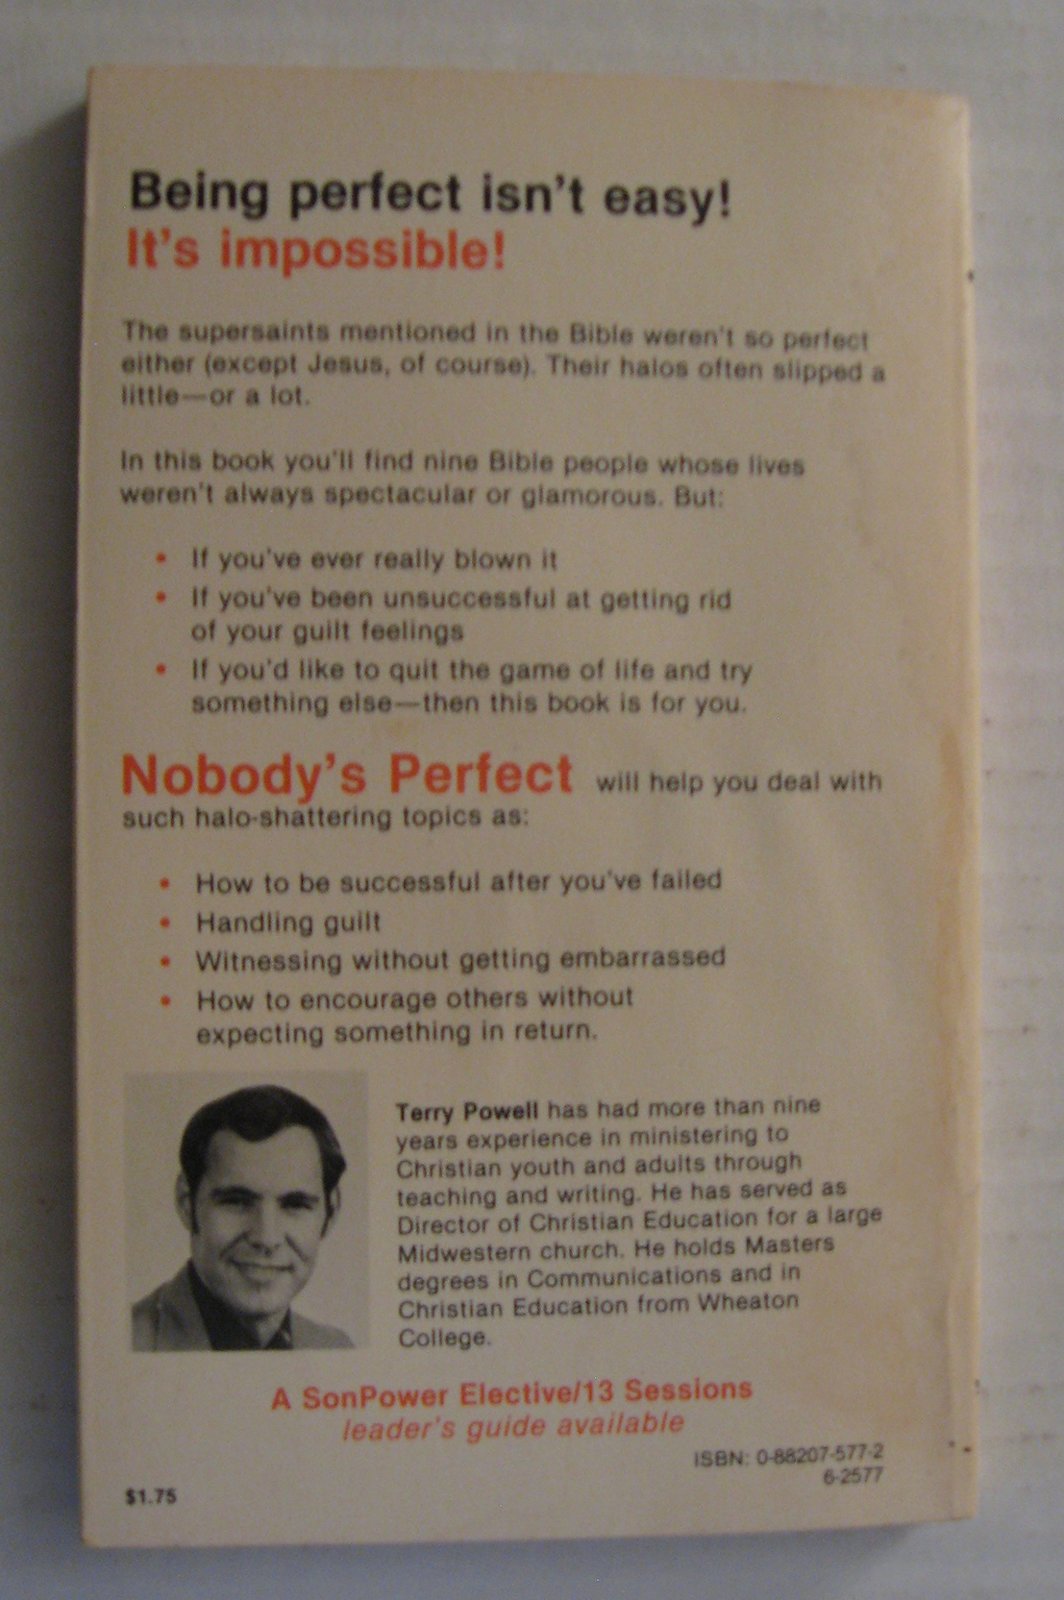 Being perfect isn't easy!
It's impossible!
The supersaints mentioned in the Bible weren't so perfect
either (except Jesus, of course). Their halos often slipped a
little—or a lot.
In this book you'll find nine Bible people whose lives
weren't always spectacular or glamorous. But:
• If you've ever really blown it
• If you've been unsuccessful at getting rid
of your guilt feelings
• If you'd like to quit the game of life and try
something else—then this book is for you.
Nobody's Perfect will help you deal with
such halo-shattering topics as:
• How to be successful after you've failed
• Handling guilt
• Witnessing without getting embarrassed
• How to encourage others without
expecting something in return.
Terry Powell has had more than nine
years experience in ministering to
Christian youth and adults through
teaching and writing. He has served as
Director of Christian Education for a large
Midwestern church. He holds Masters
degrees in Communications and in
Christian Education from Wheaton
College.
A SonPower Elective/13 Sessions
leader's guide available
ISBN: 0-88207-577-2
6-2577
$1.75